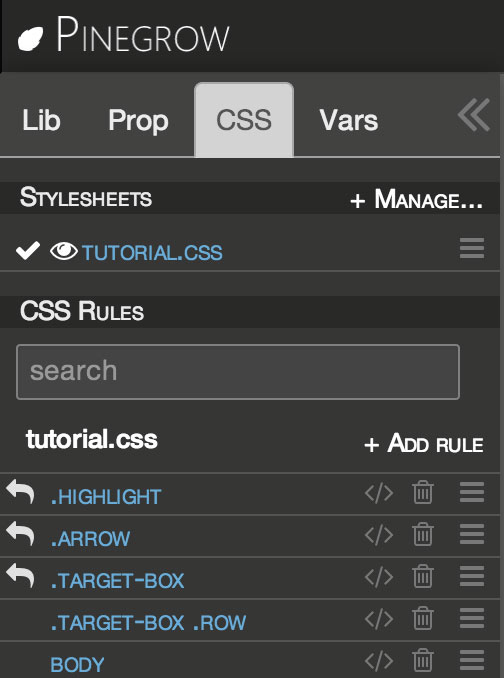 Pinegrow
Lib Prop CSS Vars
Stylesheets + Manage...
tutorial.css
CSS Rules
search
tutorial.css + Add rule
.highlight </>
.arrow </>
.target-box </>
.target-box .row </>
body </>